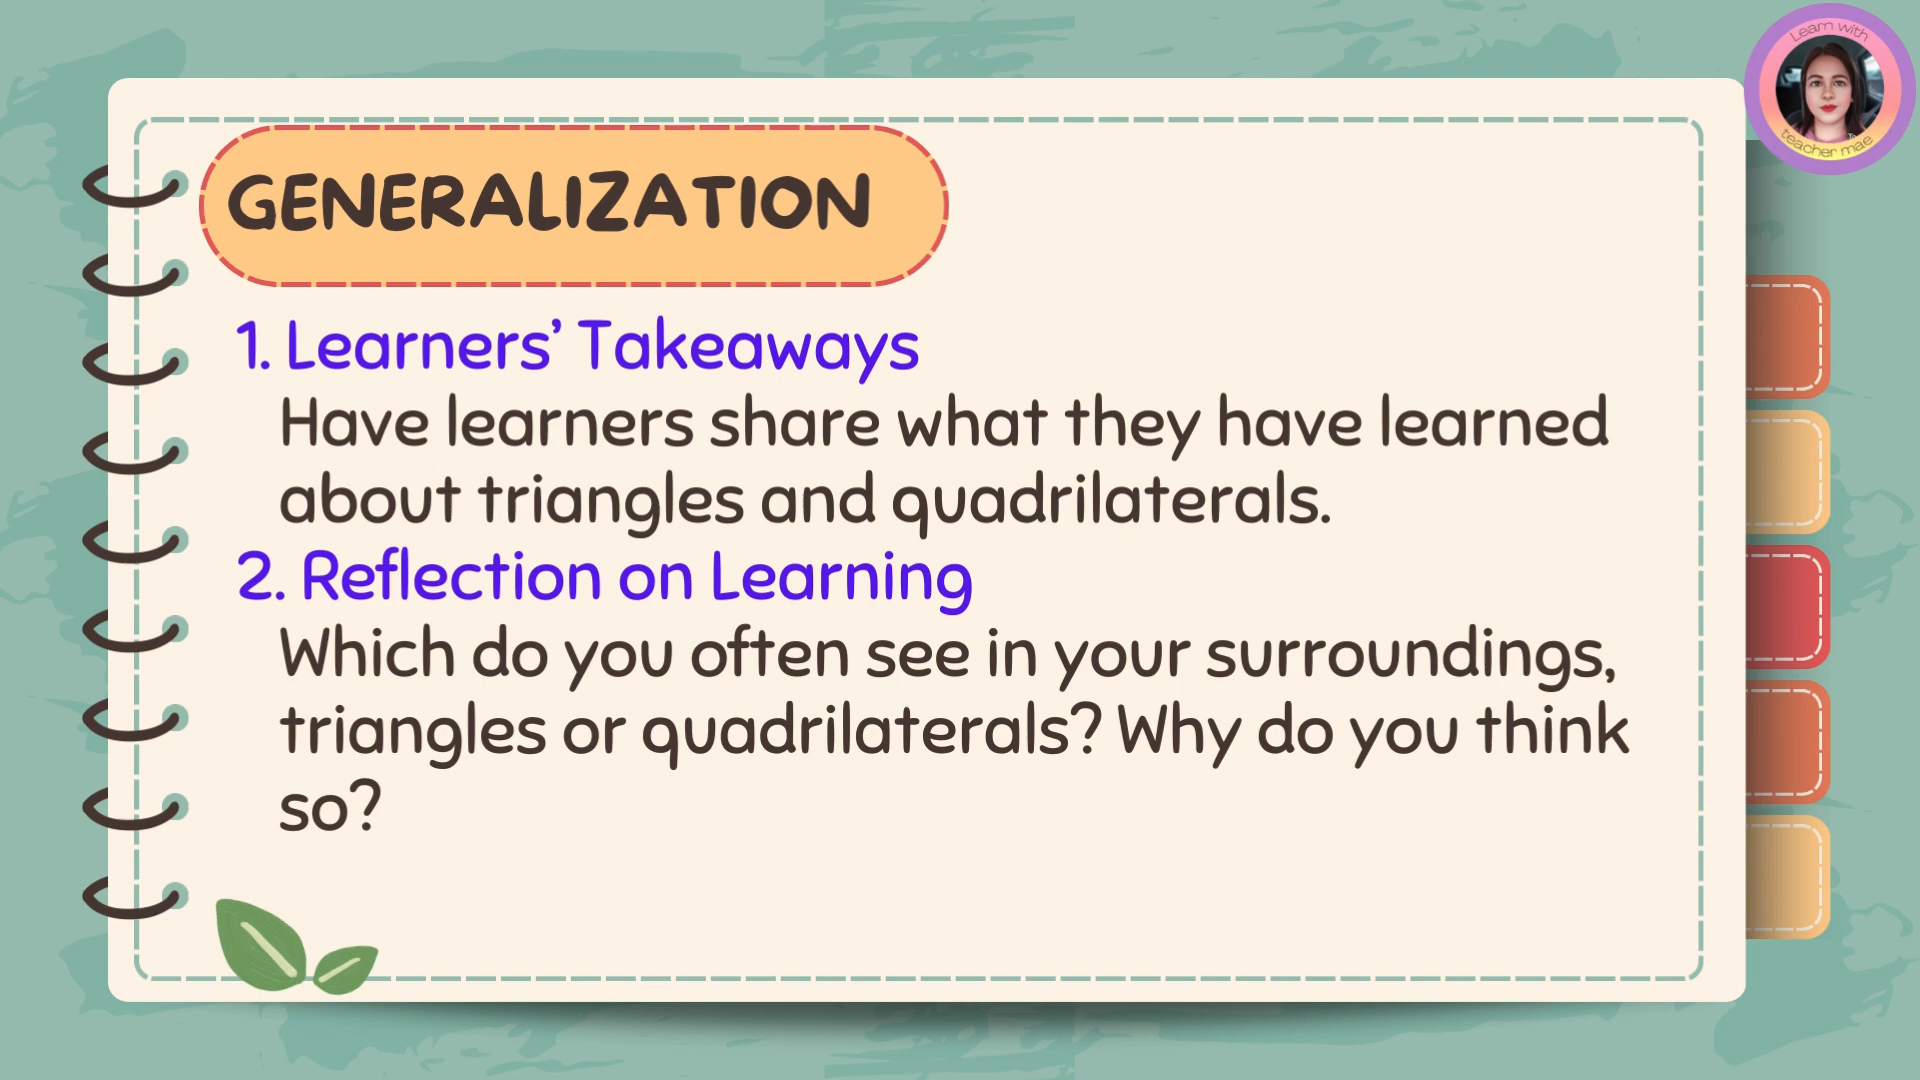 Learn with
teacher mae
GENERALIZATION
1. Learners’ Takeaways
Have learners share what they have learned
about triangles and quadrilaterals.
2. Reflection on Learning
Which do you often see in your surroundings,
triangles or quadrilaterals? Why do you think
so?